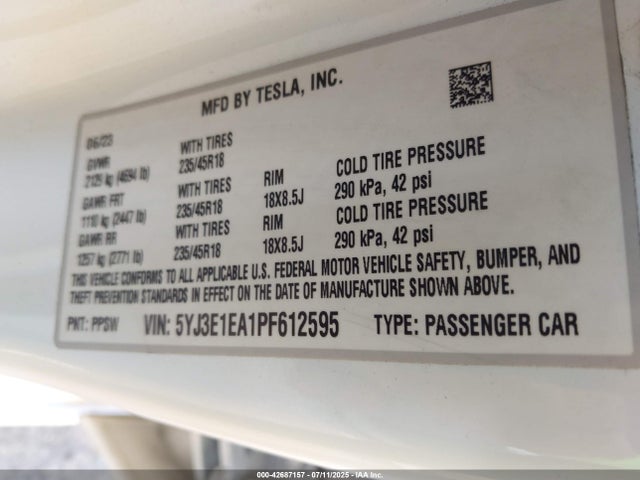 MFD BY TESLA, INC.
06/23
GVWR WITH TIRES
2129 kg (4694 lb) 235/45R18 RIM COLD TIRE PRESSURE
GAWR FRT WITH TIRES 18X8.5J 290 kPa, 42 psi
1110 kg (2447 lb) 235/45R18 RIM COLD TIRE PRESSURE
GAWR RR WITH TIRES 18X8.5J 290 kPa, 42 psi
1257 kg (2771 lb) 235/45R18
THIS VEHICLE CONFORMS TO ALL APPLICABLE U.S. FEDERAL MOTOR VEHICLE SAFETY, BUMPER, AND
THEFT PREVENTION STANDARDS IN EFFECT ON THE DATE OF MANUFACTURE SHOWN ABOVE.
PNT: PPSW VIN: 5YJ3E1EA1PF612595 TYPE: PASSENGER CAR
000-42687157 - 07/11/2025 - IAA Inc.